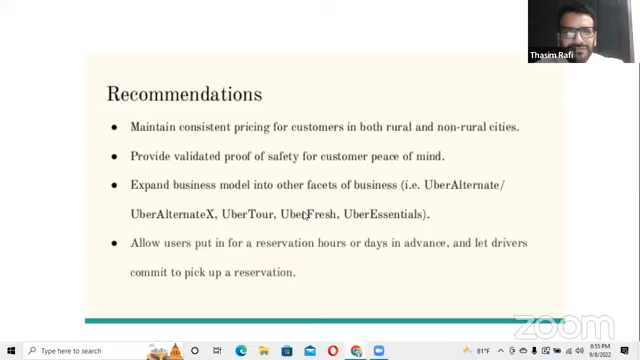 Thasim Rafi
Recommendations
● Maintain consistent pricing for customers in both rural and non-rural cities.
● Provide validated proof of safety for customer peace of mind.
● Expand business model into other facets of business (i.e. UberAlternate/
UberAlternateX, UberTour, UberFresh, UberEssentials).
● Allow users put in for a reservation hours or days in advance, and let drivers
commit to pick up a reservation.
zoom
Type here to search
81°F
8:55 PM
9/8/2022